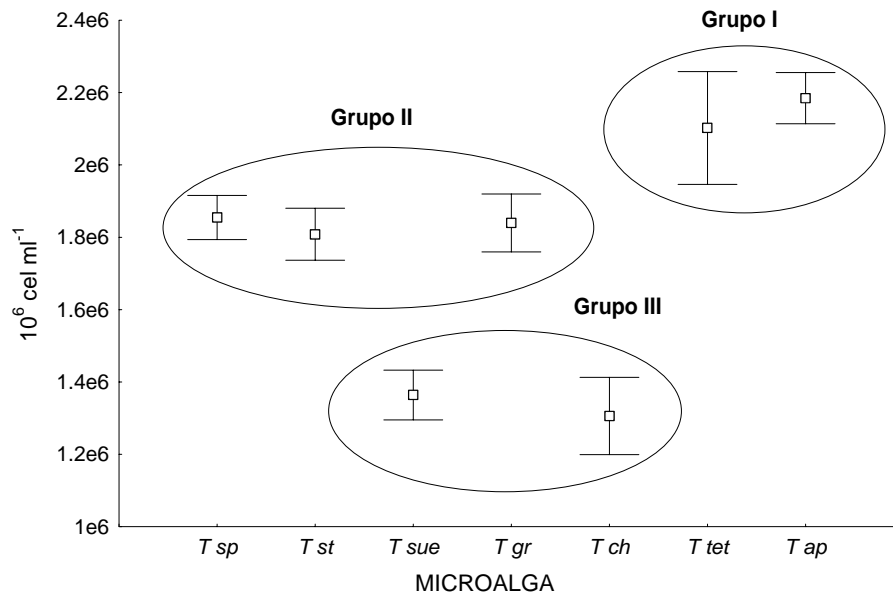 Grupo I
Grupo II
Grupo III
2.4e6
2.2e6
2e6
1.8e6
1.6e6
1.4e6
1.2e6
1e6
10⁶ cel ml⁻¹
T sp T st T sue T gr T ch T tet T ap
MICROALGA